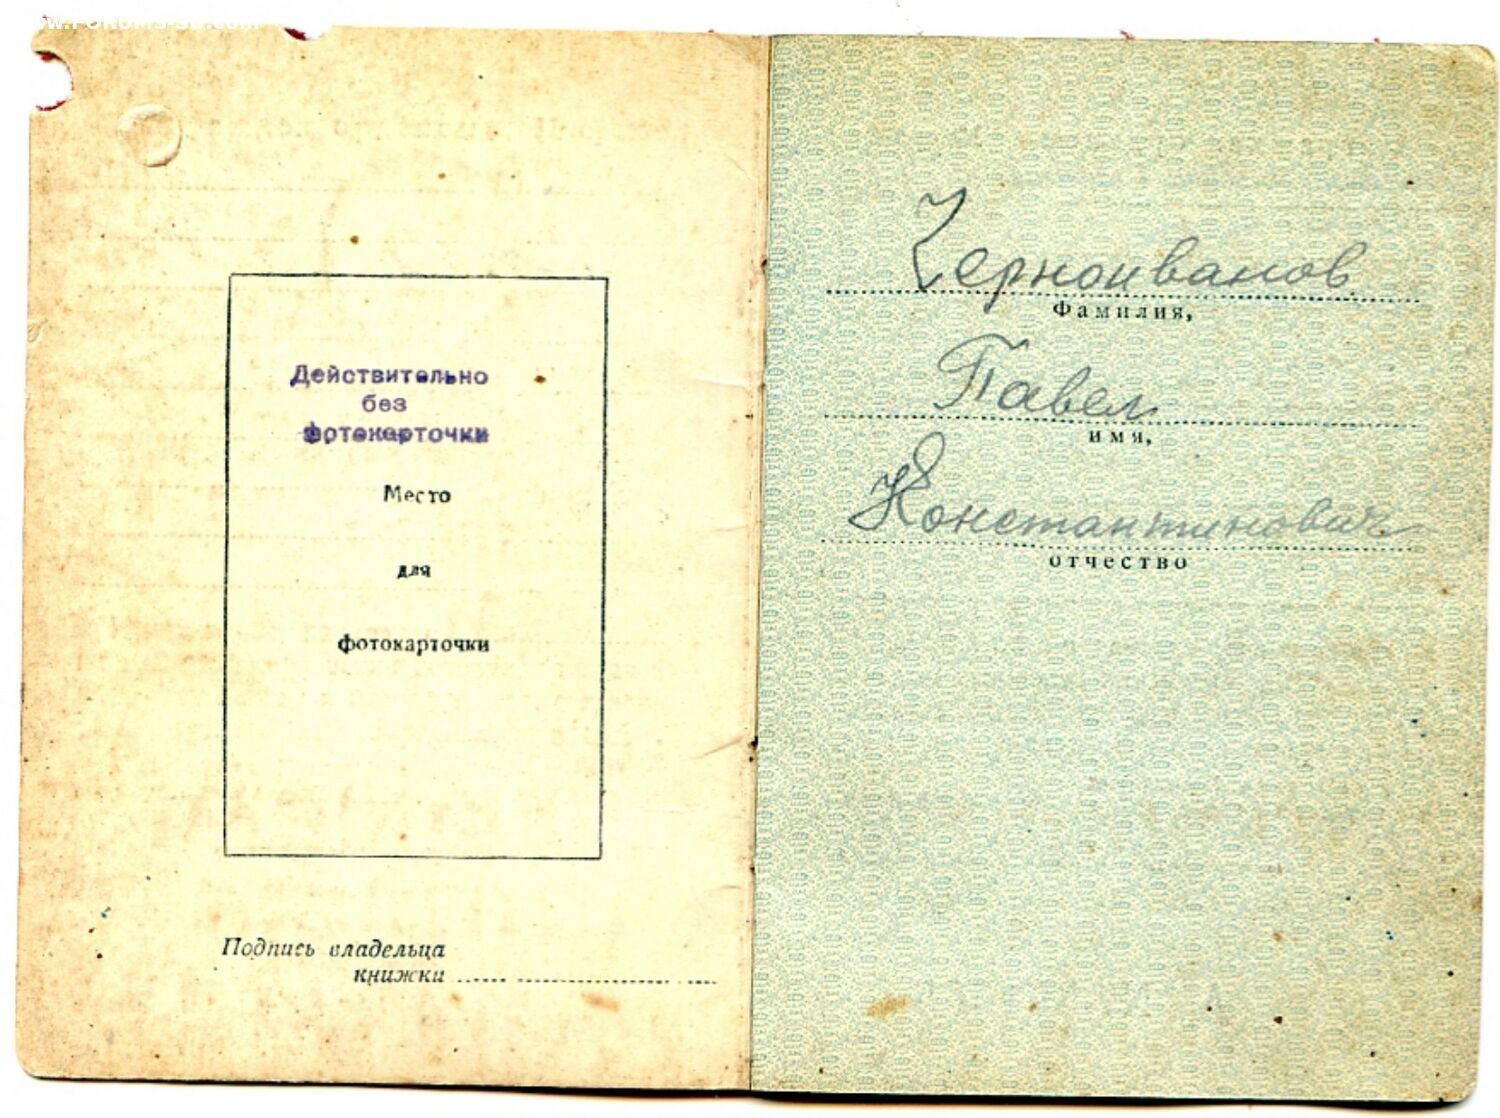 Действительно
без
фотокарточки
Место
для
фотокарточки
Подпись владельца
книжки
Черноиванов
Фамилия,
Павел
имя,
Константинович
отчество